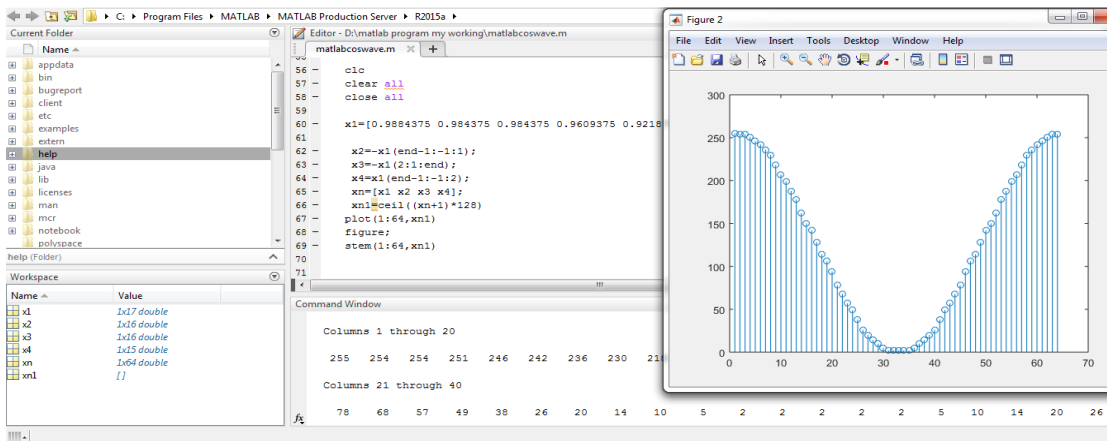 C: ▸ Program Files ▸ MATLAB ▸ MATLAB Production Server ▸ R2015a ▸
Current Folder
Name
appdata
bin
bugreport
client
etc
examples
extern
help
java
lib
licenses
man
mcr
notebook
polyspace
help (Folder)
Workspace
Name Value
x1 1x17 double
x2 1x16 double
x3 1x16 double
x4 1x15 double
xn 1x64 double
xn1 []
Editor - D:\matlab program my working\matlabcoswave.m
matlabcoswave.m
56 - clc
57 - clear all
58 - close all
59
60 - x1=[0.9884375 0.984375 0.984375 0.9609375 0.9218
61
62 - x2=-x1(end-1:-1:1);
63 - x3=-x1(2:1:end);
64 - x4=x1(end-1:-1:2);
65 - xn=[x1 x2 x3 x4];
66 - xn1=ceil((xn+1)*128)
67 - plot(1:64,xn1)
68 - figure;
69 - stem(1:64,xn1)
70
71
Command Window
Columns 1 through 20
255 254 254 251 246 242 236 230 218
Columns 21 through 40
78 68 57 49 38 26 20 14 10 5 2 2 2 2 2 5 10 14 20 26
fx
Figure 2
File Edit View Insert Tools Desktop Window Help
300
250
200
150
100
50
0
0 10 20 30 40 50 60 70